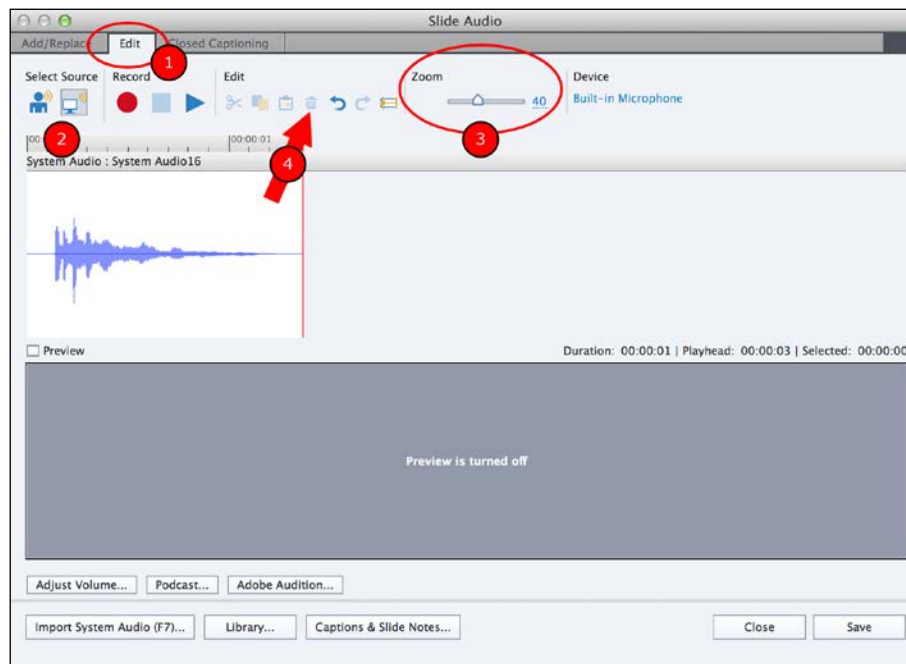 Slide Audio
Add/Replace Edit Closed Captioning
1
Select Source Record Edit Zoom Device
40 Built-in Microphone
2 3
|00: |00:00:01
4
System Audio : System Audio16
Preview Duration: 00:00:01 | Playhead: 00:00:03 | Selected: 00:00:00
Preview is turned off
Adjust Volume... Podcast... Adobe Audition...
Import System Audio (F7)... Library... Captions & Slide Notes... Close Save